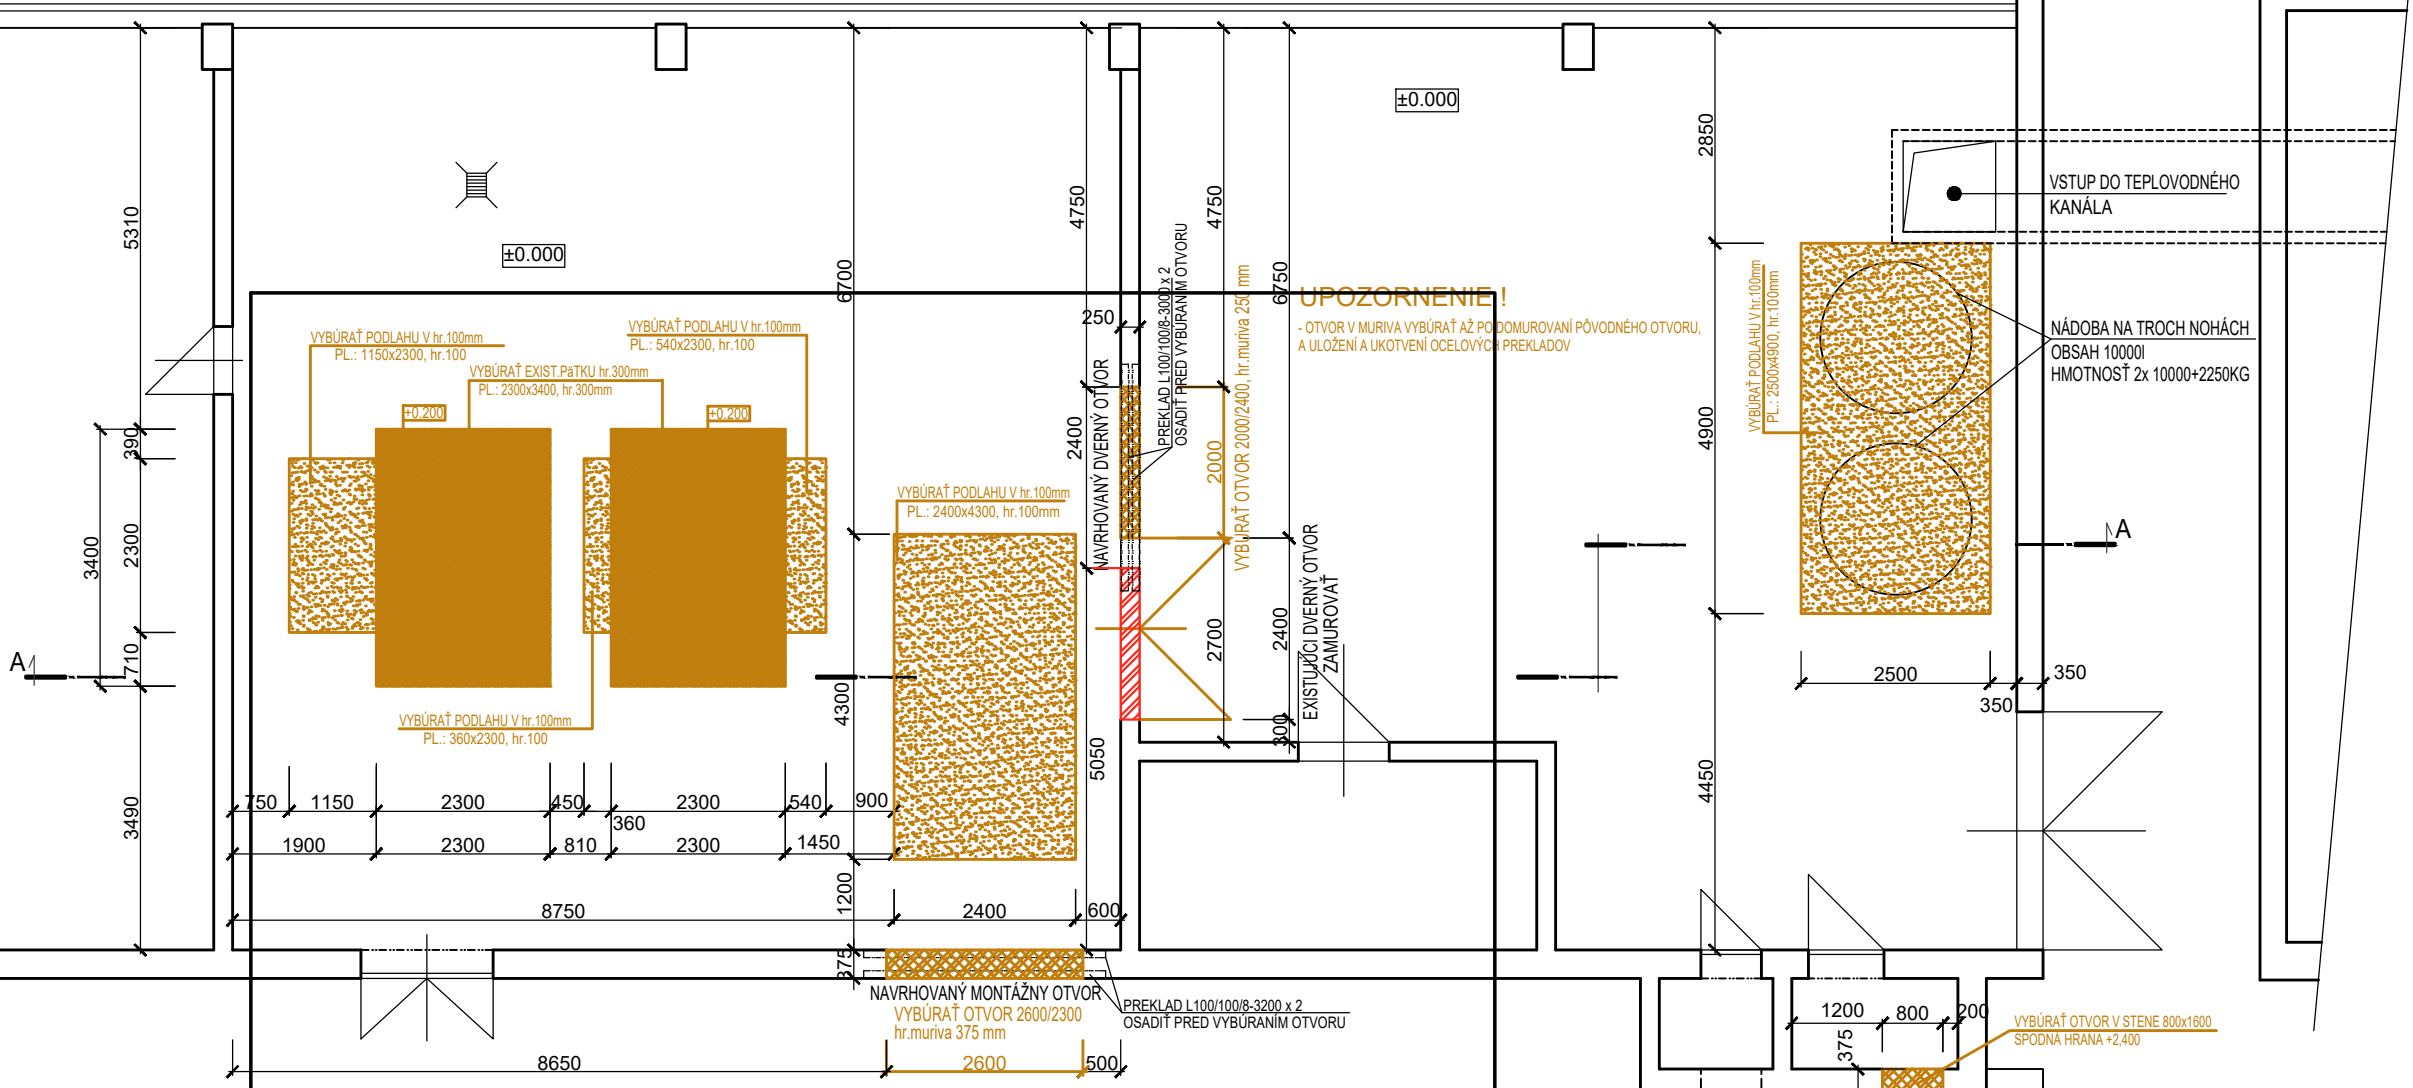 ±0.000
±0.000
VSTUP DO TEPLOVODNÉHO
KANÁLA
UPOZORNENIE !
- OTVOR V MURIVA VYBÚRAŤ AŽ PO DOMUROVANÍ PÔVODNÉHO OTVORU,
A ULOŽENÍ A UKOTVENÍ OCELOVÝCH PREKLADOV
NÁDOBA NA TROCH NOHÁCH
OBSAH 10000l
HMOTNOSŤ 2x 10000+2250KG
VYBÚRAŤ PODLAHU V hr.100mm
PL.: 1150x2300, hr.100
VYBÚRAŤ PODLAHU V hr.100mm
PL.: 540x2300, hr.100
VYBÚRAŤ EXIST.PäTKU hr.300mm
PL.: 2300x3400, hr.300mm
+0.200
+0.200
VYBÚRAŤ PODLAHU V hr.100mm
PL.: 2400x4300, hr.100mm
VYBÚRAŤ PODLAHU V hr.100mm
PL.: 360x2300, hr.100
VYBÚRAŤ PODLAHU V hr.100mm
PL.: 2500x4900, hr.100mm
PREKLAD L100/100/8-3000 x 2
OSADIŤ PRED VYBÚRANÍM OTVORU
NAVRHOVANÝ DVERNÝ OTVOR
VYBÚRAŤ OTVOR 2000/2400, hr.muriva 250 mm
EXISTUJÚCI DVERNÝ OTVOR
ZAMUROVAŤ
5310
390
2300
710
3400
3490
6700
4300
1200
375
4750
2400
5050
250
4750
2000
2700
6750
2400
300
2850
4900
4450
2500
350
350
A
A
750
1150
2300
450
360
2300
540
900
1900
2300
810
2300
1450
8750
2400
600
NAVRHOVANÝ MONTÁŽNY OTVOR
VYBÚRAŤ OTVOR 2600/2300
hr.muriva 375 mm
PREKLAD L100/100/8-3200 x 2
OSADIŤ PRED VYBÚRANÍM OTVORU
8650
2600
500
1200
800
200
375
VYBÚRAŤ OTVOR V STENE 800x1600
SPODNÁ HRANA +2,400